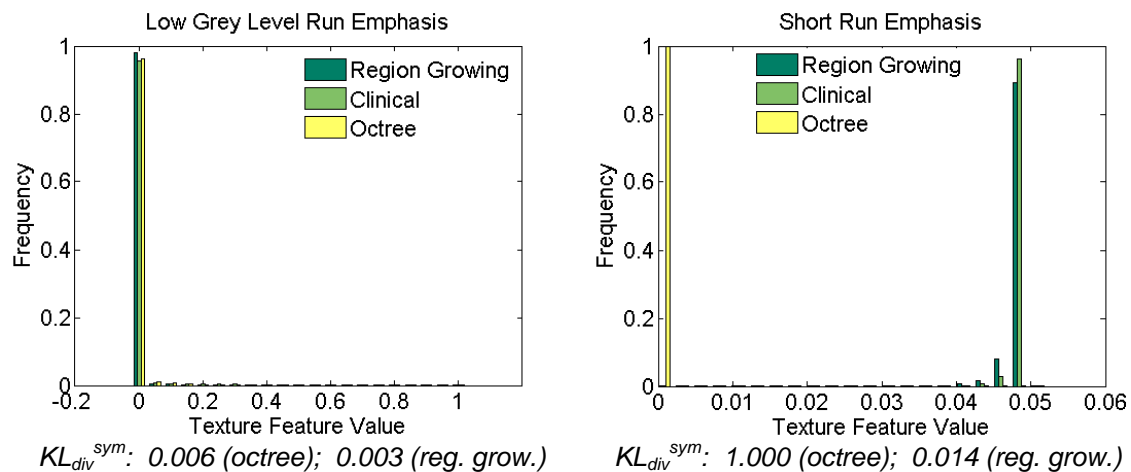 Low Grey Level Run Emphasis
1
0.8
0.6
0.4
0.2
0
Frequency
Region Growing
Clinical
Octree
-0.2 0 0.2 0.4 0.6 0.8 1
Texture Feature Value
KLdiv^sym: 0.006 (octree); 0.003 (reg. grow.)
Short Run Emphasis
1
0.8
0.6
0.4
0.2
0
Frequency
Region Growing
Clinical
Octree
0 0.01 0.02 0.03 0.04 0.05 0.06
Texture Feature Value
KLdiv^sym: 1.000 (octree); 0.014 (reg. grow.)